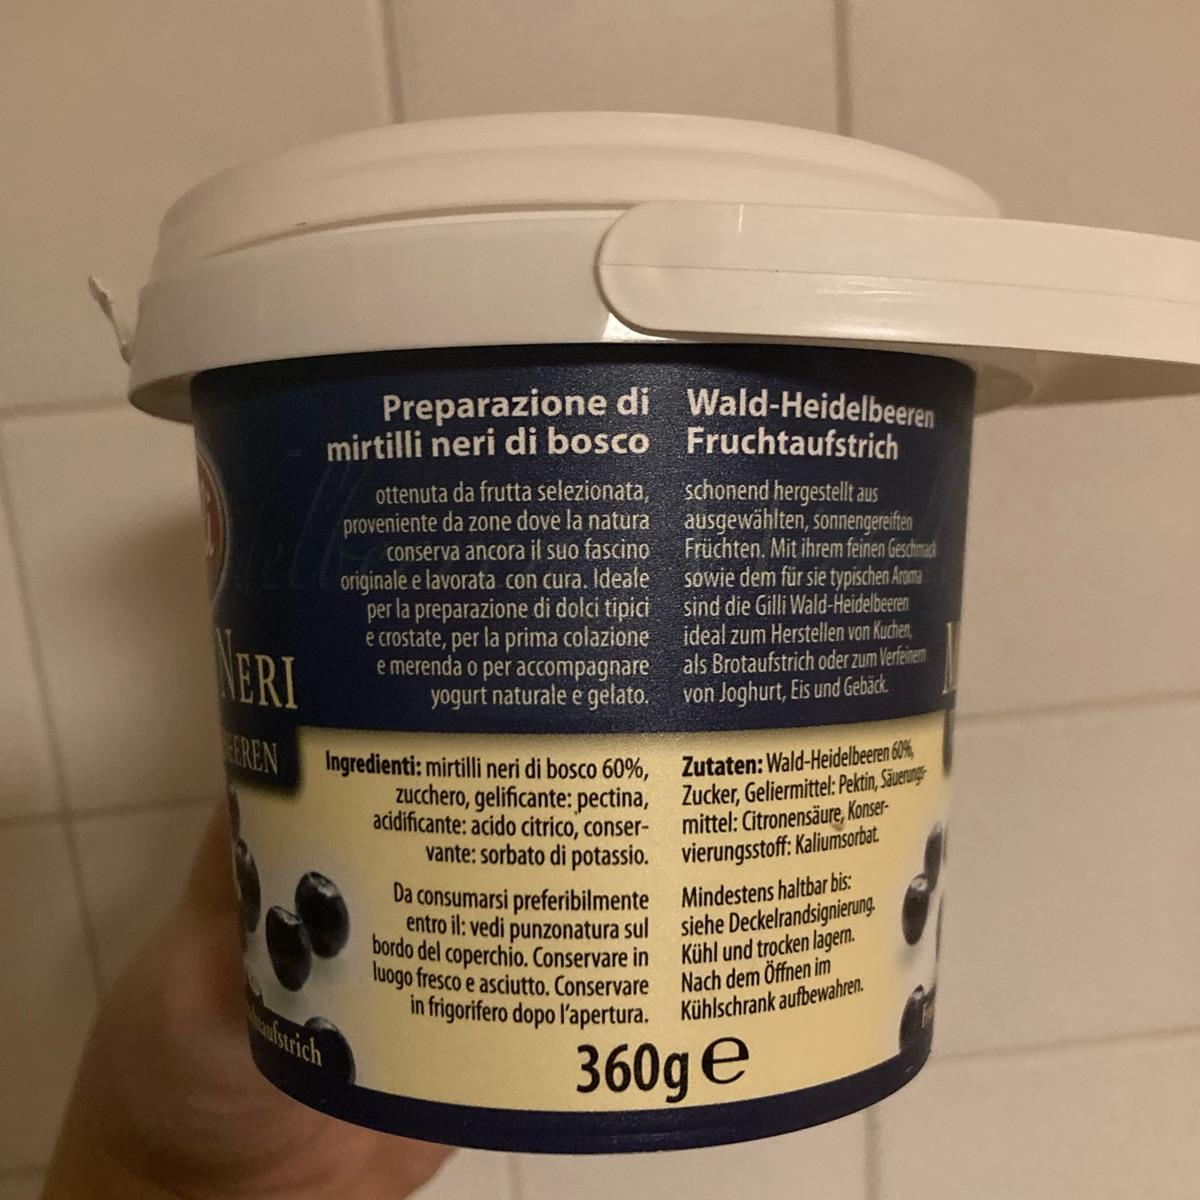 Preparazione di
mirtilli neri di bosco
ottenuta da frutta selezionata,
proveniente da zone dove la natura
conserva ancora il suo fascino
originale e lavorata con cura. Ideale
per la preparazione di dolci tipici
e crostate, per la prima colazione
e merenda o per accompagnare
yogurt naturale e gelato.
Wald-Heidelbeeren
Fruchtaufstrich
schonend hergestellt aus
ausgewählten, sonnengereiften
Früchten. Mit ihrem feinen Geschmack
sowie dem für sie typischen Aroma
sind die Gilli Wald-Heidelbeeren
ideal zum Herstellen von Kuchen,
als Brotaufstrich oder zum Verfeinern
von Joghurt, Eis und Gebäck.
NERI
Ingredienti: mirtilli neri di bosco 60%,
zucchero, gelificante: pectina,
acidificante: acido citrico, conser-
vante: sorbato di potassio.
Da consumarsi preferibilmente
entro il: vedi punzonatura sul
bordo del coperchio. Conservare in
luogo fresco e asciutto. Conservare
in frigorifero dopo l'apertura.
Zutaten: Wald-Heidelbeeren 60%,
Zucker, Geliermittel: Pektin, Säuerungs-
mittel: Citronensäure, Konser-
vierungsstoff: Kaliumsorbat.
Mindestens haltbar bis:
siehe Deckelrandsignierung.
Kühl und trocken lagern.
Nach dem Öffnen im
Kühlschrank aufbewahren.
360g e